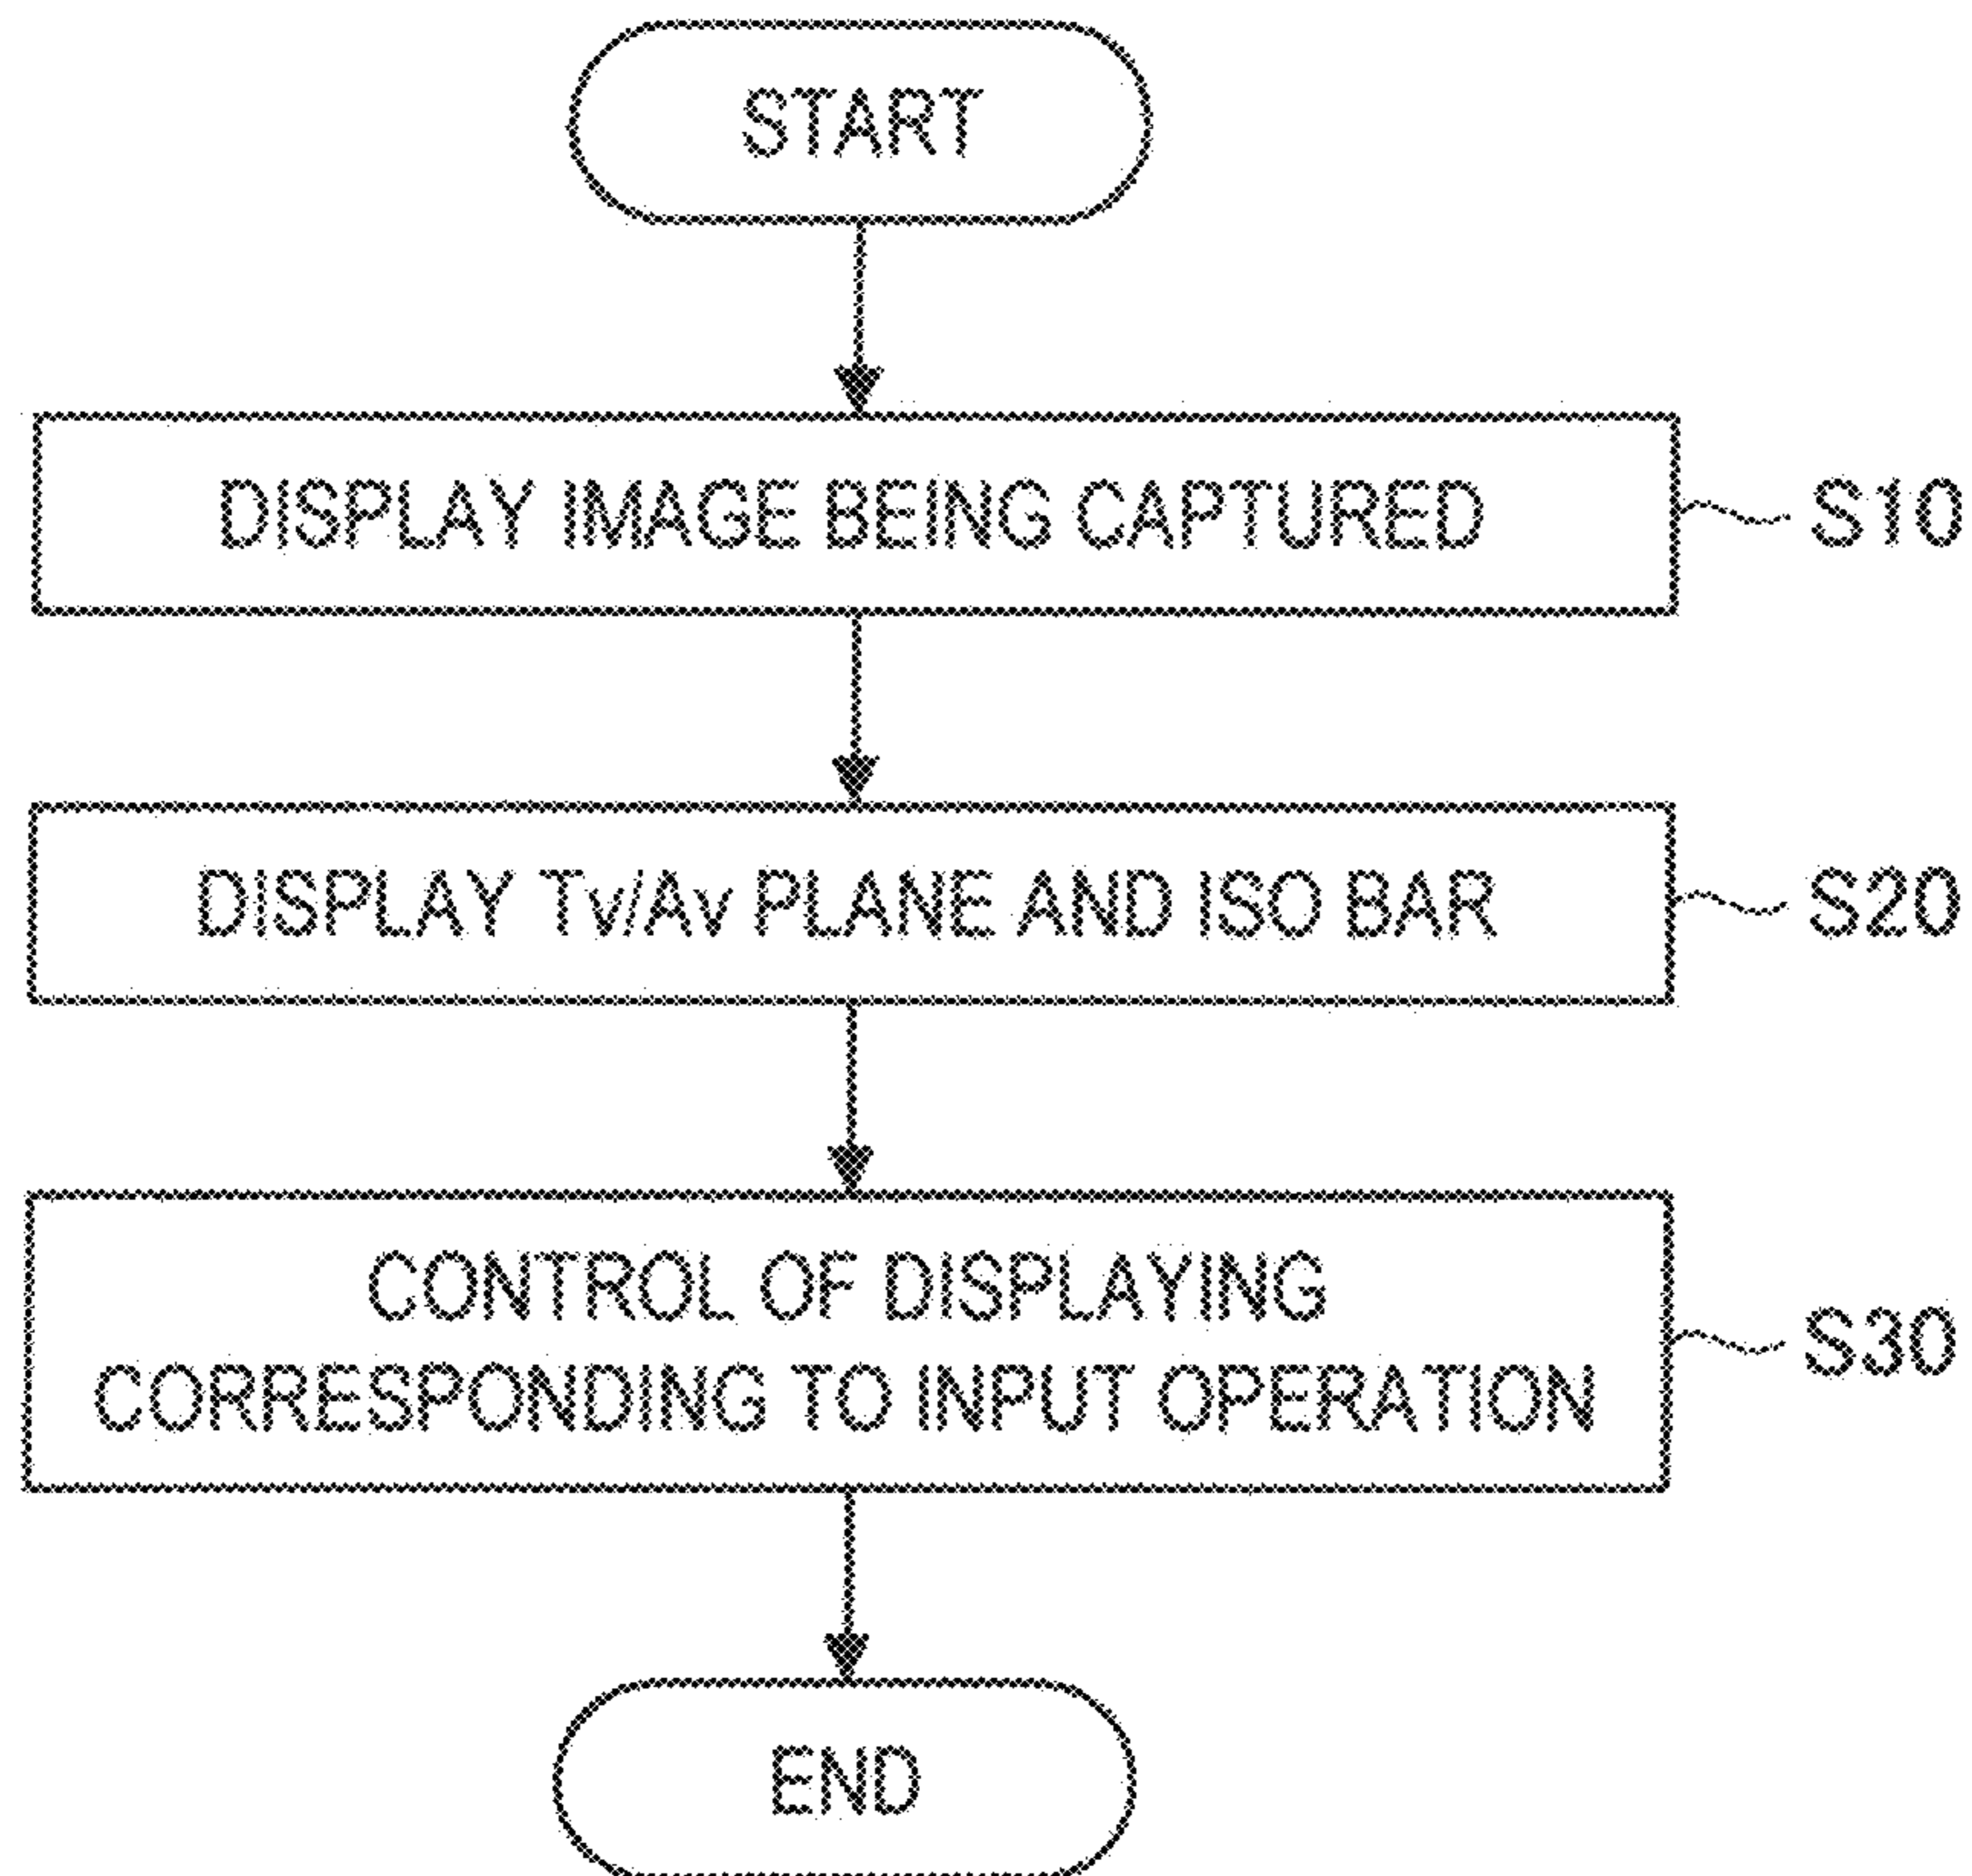 START
DISPLAY IMAGE BEING CAPTURED
S10
DISPLAY Tv/Av PLANE AND ISO BAR
S20
CONTROL OF DISPLAYING
CORRESPONDING TO INPUT OPERATION
S30
END